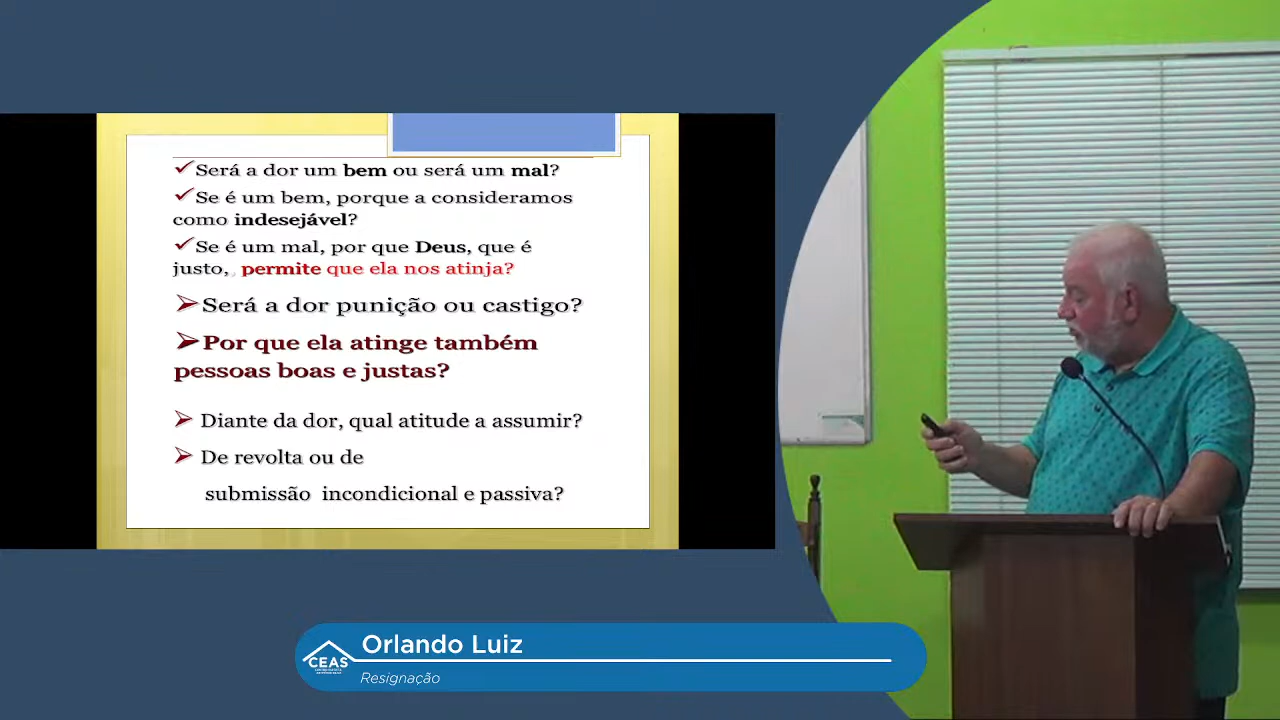 Será a dor um bem ou será um mal?
Se é um bem, porque a consideramos
como indesejável?
Se é um mal, por que Deus, que é
justo, permite que ela nos atinja?
Será a dor punição ou castigo?
Por que ela atinge também
pessoas boas e justas?
Diante da dor, qual atitude a assumir?
De revolta ou de
submissão incondicional e passiva?
CEAS
Orlando Luiz
Resignação